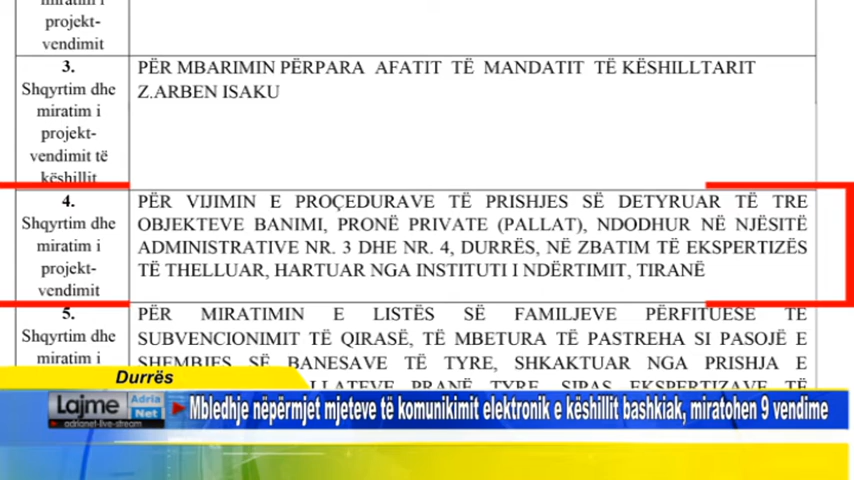 miratim i
projekt-
vendimit
3.
Shqyrtim dhe
miratim i
projekt-
vendimit të
këshillit
PËR MBARIMIN PËRPARA AFATIT TË MANDATIT TË KËSHILLTARIT
Z.ARBEN ISAKU
4.
Shqyrtim dhe
miratim i
projekt-
vendimit
PËR VIJIMIN E PROÇEDURAVE TË PRISHJES SË DETYRUAR TË TRE
OBJEKTEVE BANIMI, PRONË PRIVATE (PALLAT), NDODHUR NË NJËSITË
ADMINISTRATIVE NR. 3 DHE NR. 4, DURRËS, NË ZBATIM TË EKSPERTIZËS
TË THELLUAR, HARTUAR NGA INSTITUTI I NDËRTIMIT, TIRANË
5.
Shqyrtim dhe
miratim i
PËR MIRATIMIN E LISTËS SË FAMILJEVE PËRFITUESE TË
SUBVENCIONIMIT TË QIRASË, TË MBETURA TË PASTREHA SI PASOJË E
SHEMBJES SË BANESAVE TË TYRE, SHKAKTUAR NGA PRISHJA E
PRANË TYRE, SIPAS EKSPERTIZAVE TË
Durrës
Lajme
Adria
Net
adrianet-live-stream
Mbledhje nëpërmjet mjeteve të komunikimit elektronik e këshillit bashkiak, miratohen 9 vendime